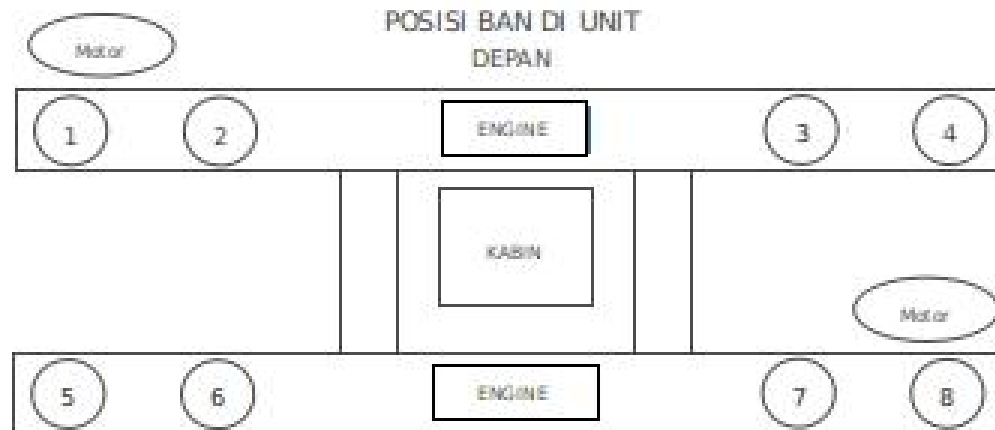 POSISI BAN DI UNIT
DEPAN
Motor
1 2 ENGINE 3 4
KABIN
Motor
5 6 ENGINE 7 8